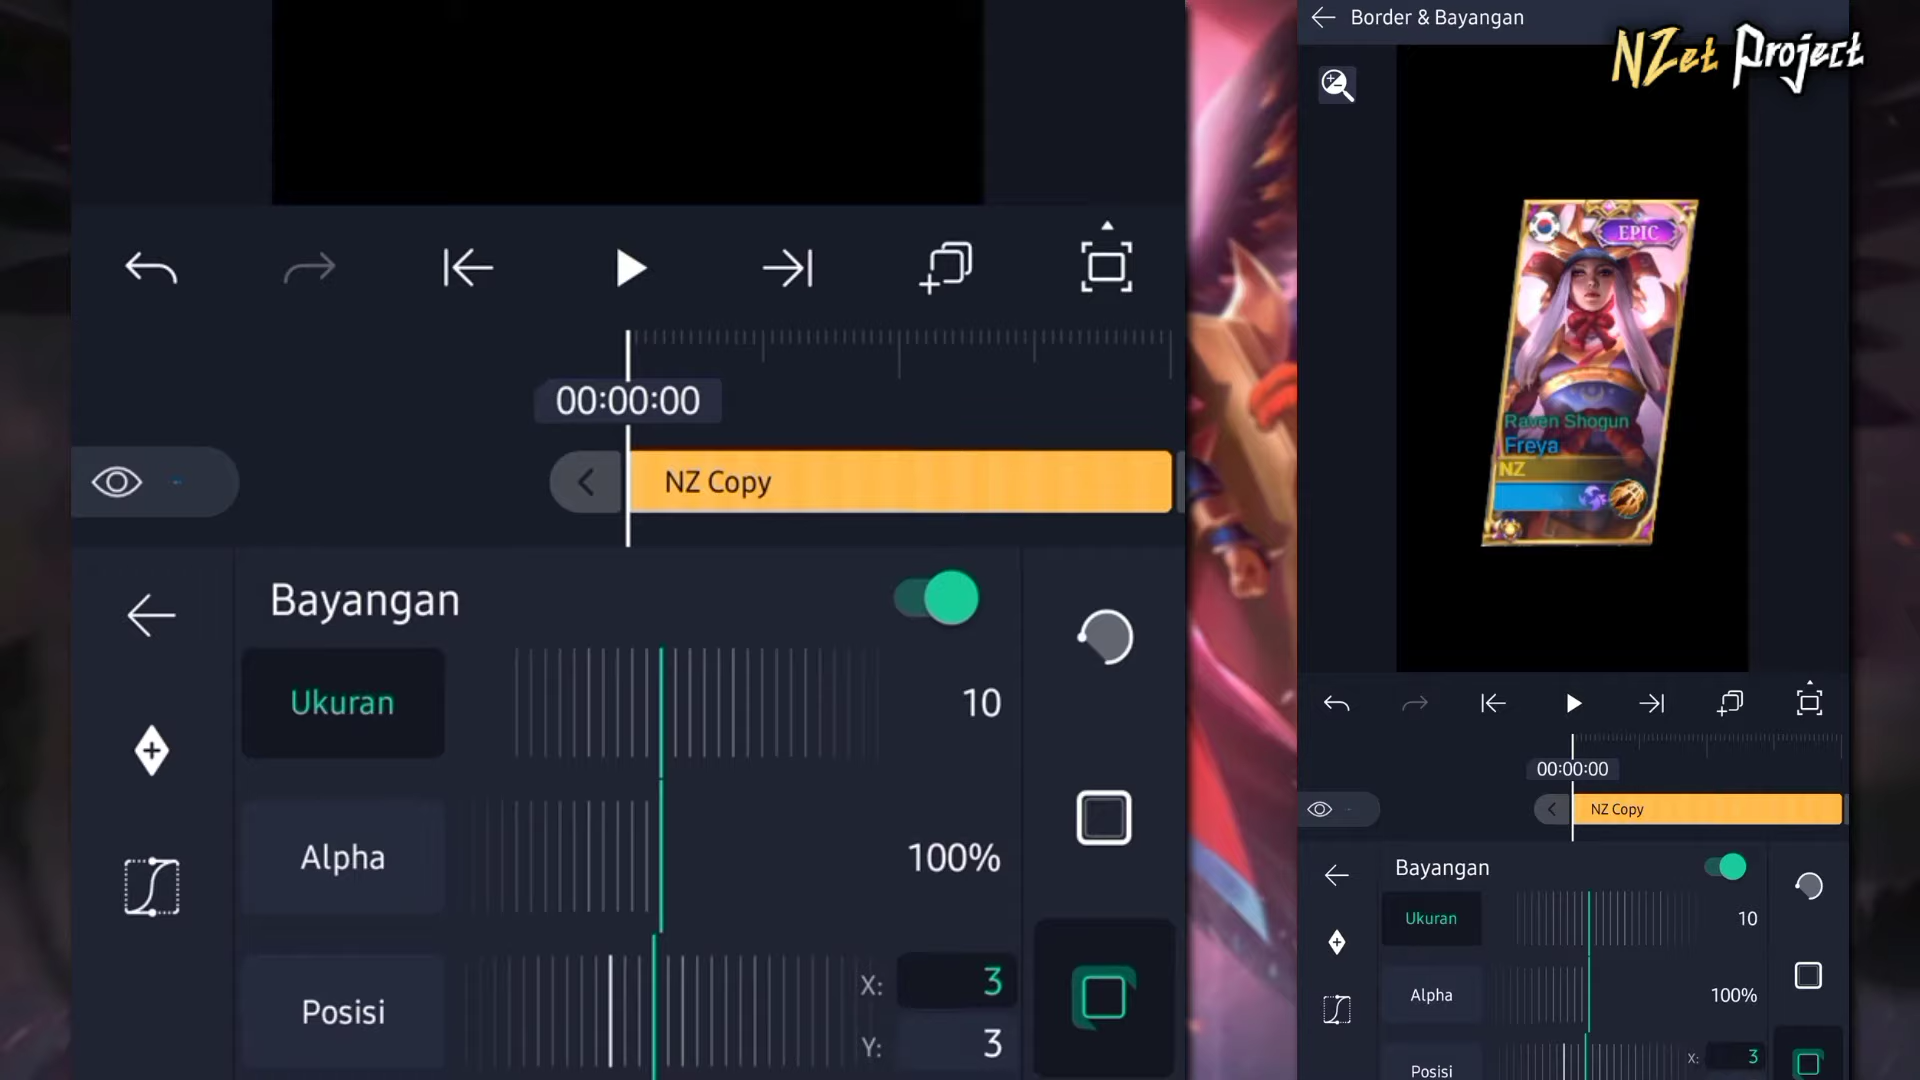 00:00:00
NZ Copy
Bayangan
Ukuran
10
Alpha
100%
Posisi
X:
3
Y:
3
Border & Bayangan
NZet Project
EPIC
Raven Shogun
Freya
NZ
00:00:00
NZ Copy
Bayangan
Ukuran
10
Alpha
100%
Posisi
X:
3